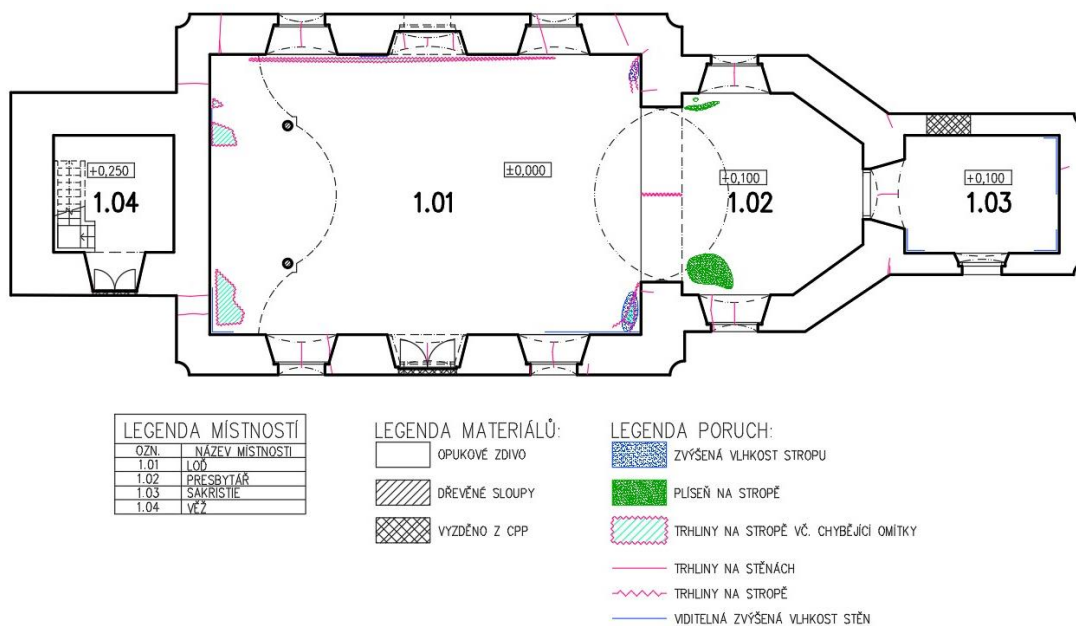 +0,250
1.04
1.01
±0,000
+0,100
1.02
+0,100
1.03
LEGENDA MÍSTNOSTÍ
OZN. NÁZEV MÍSTNOSTI
1.01 LOĎ
1.02 PRESBYTÁŘ
1.03 SAKRISTIE
1.04 VĚŽ
LEGENDA MATERIÁLŮ:
OPUKOVÉ ZDIVO
DŘEVĚNÉ SLOUPY
VYZDĚNO Z CPP
LEGENDA PORUCH:
ZVÝŠENÁ VLHKOST STROPU
PLÍSEŇ NA STROPĚ
TRHLINY NA STROPĚ VČ. CHYBĚJÍCÍ OMÍTKY
TRHLINY NA STĚNÁCH
TRHLINY NA STROPĚ
VIDITELNÁ ZVÝŠENÁ VLHKOST STĚN